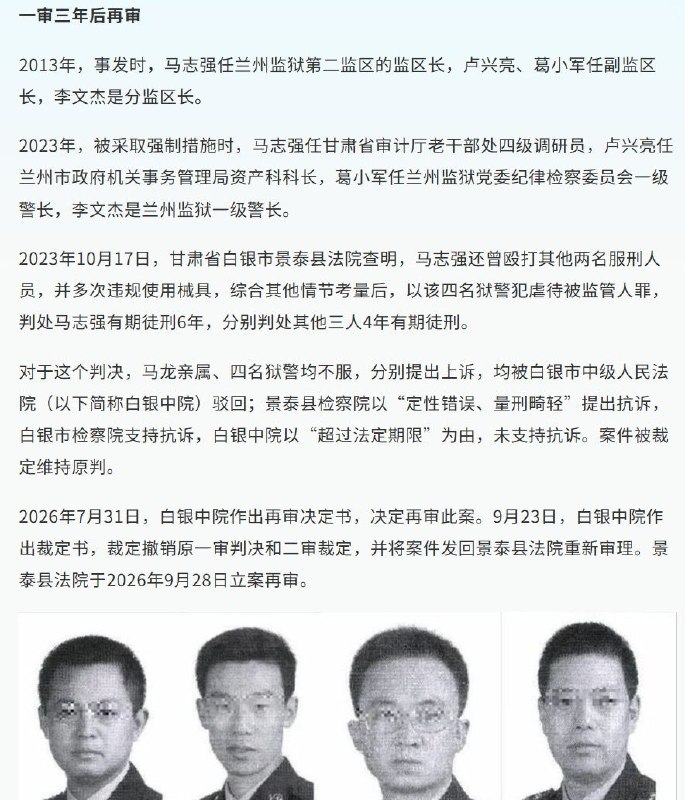 一审三年后再审
2013年，事发时，马志强任兰州监狱第二监区的监区长，卢兴亮、葛小军任副监区
长，李文杰是分监区长。
2023年，被采取强制措施时，马志强任甘肃省审计厅老干部处四级调研员，卢兴亮任
兰州市政府机关事务管理局资产科科长，葛小军任兰州监狱党委纪律检察委员会一级
警长，李文杰是兰州监狱一级警长。
2023年10月17日，甘肃省白银市景泰县法院查明，马志强还曾殴打其他两名服刑人
员，并多次违规使用械具，综合其他情节考量后，以该四名狱警犯虐待被监管人罪，
判处马志强有期徒刑6年，分别判处其他三人4年有期徒刑。
对于这个判决，马龙亲属、四名狱警均不服，分别提出上诉，均被白银市中级人民法
院（以下简称白银中院）驳回；景泰县检察院以“定性错误、量刑畸轻”提出抗诉，
白银市检察院支持抗诉，白银中院以“超过法定期限”为由，未支持抗诉。案件被裁
定维持原判。
2026年7月31日，白银中院作出再审决定书，决定再审此案。9月23日，白银中院作
出裁定书，裁定撤销原一审判决和二审裁定，并将案件发回景泰县法院重新审理。景
泰县法院于2026年9月28日立案再审。